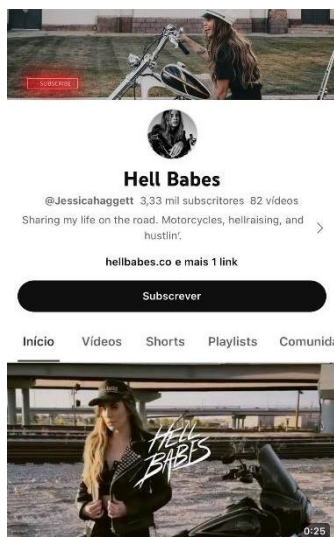 SUBSCRIBE
Hell Babes
@Jessicahaggett 3,33 mil subscritores 82 vídeos
Sharing my life on the road. Motorcycles, hellraising, and
hustlin'.
hellbabes.co e mais 1 link
Subscrever
Início Vídeos Shorts Playlists Comunida
HELL
BABES
0:25